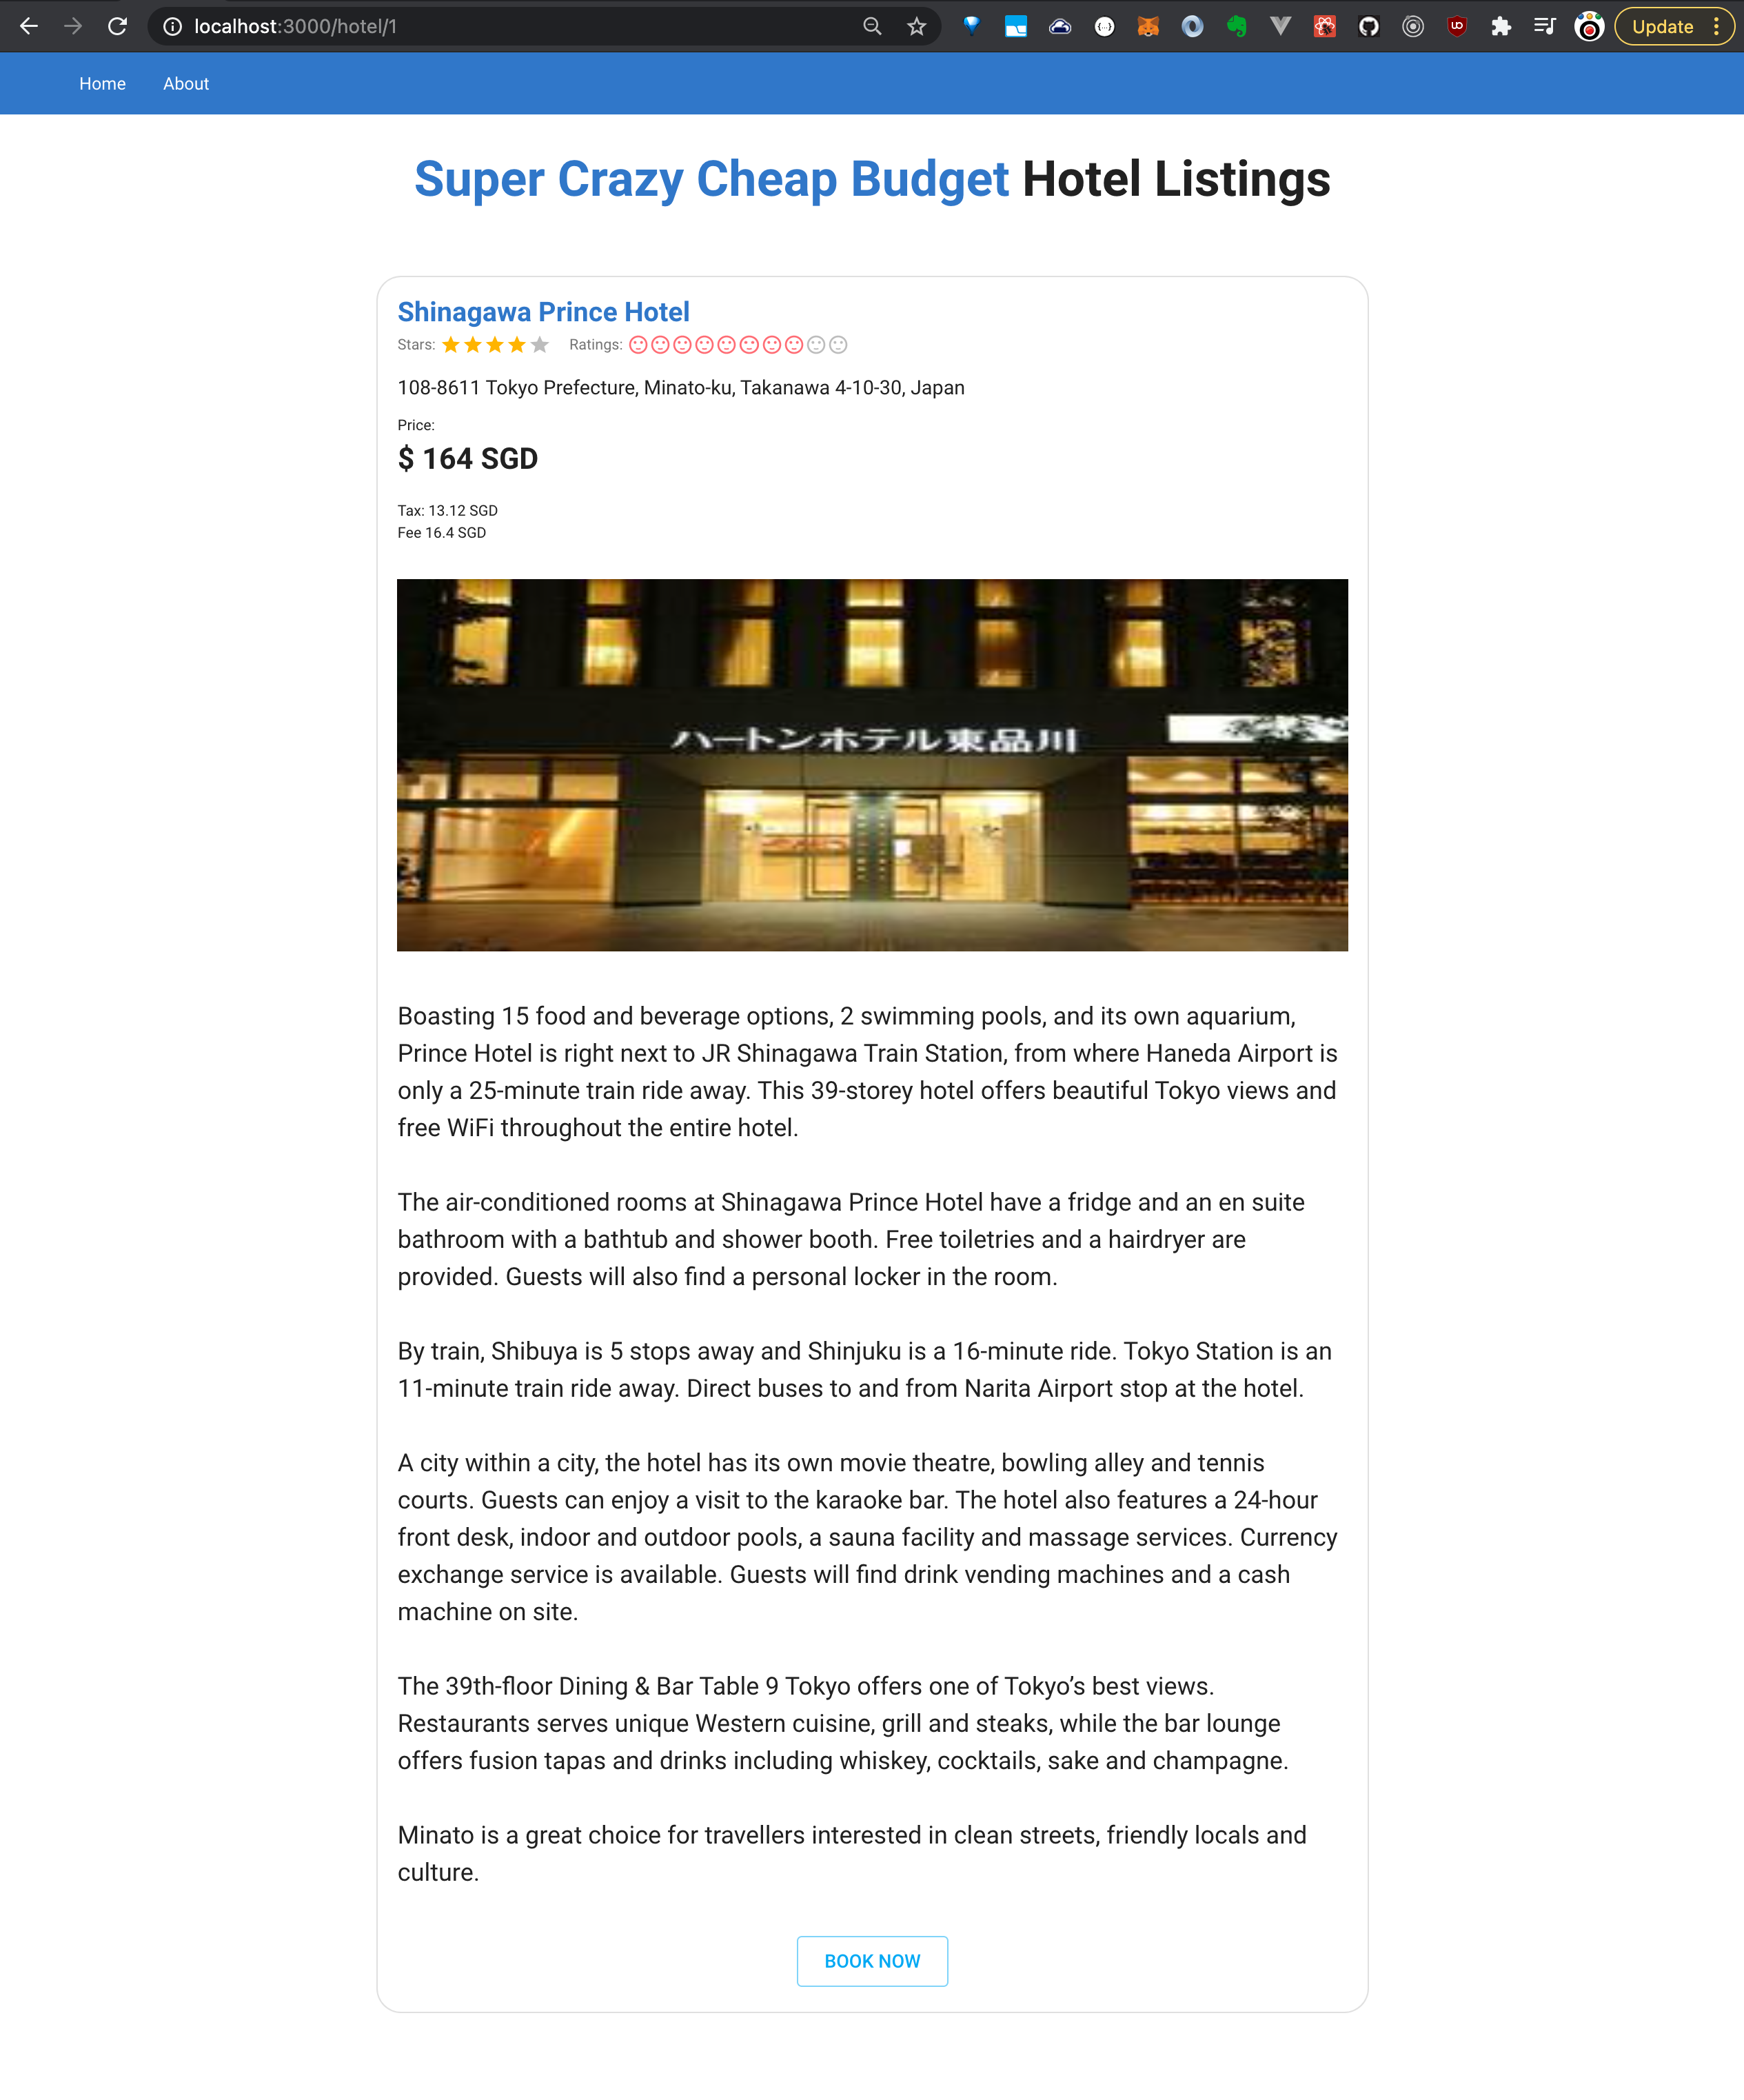 localhost:3000/hotel/1
Update
Home About
Super Crazy Cheap Budget Hotel Listings
Shinagawa Prince Hotel
Stars: Ratings:
108-8611 Tokyo Prefecture, Minato-ku, Takanawa 4-10-30, Japan
Price:
$ 164 SGD
Tax: 13.12 SGD
Fee 16.4 SGD
ハートンホテル東品川
Boasting 15 food and beverage options, 2 swimming pools, and its own aquarium,
Prince Hotel is right next to JR Shinagawa Train Station, from where Haneda Airport is
only a 25-minute train ride away. This 39-storey hotel offers beautiful Tokyo views and
free WiFi throughout the entire hotel.
The air-conditioned rooms at Shinagawa Prince Hotel have a fridge and an en suite
bathroom with a bathtub and shower booth. Free toiletries and a hairdryer are
provided. Guests will also find a personal locker in the room.
By train, Shibuya is 5 stops away and Shinjuku is a 16-minute ride. Tokyo Station is an
11-minute train ride away. Direct buses to and from Narita Airport stop at the hotel.
A city within a city, the hotel has its own movie theatre, bowling alley and tennis
courts. Guests can enjoy a visit to the karaoke bar. The hotel also features a 24-hour
front desk, indoor and outdoor pools, a sauna facility and massage services. Currency
exchange service is available. Guests will find drink vending machines and a cash
machine on site.
The 39th-floor Dining & Bar Table 9 Tokyo offers one of Tokyo’s best views.
Restaurants serves unique Western cuisine, grill and steaks, while the bar lounge
offers fusion tapas and drinks including whiskey, cocktails, sake and champagne.
Minato is a great choice for travellers interested in clean streets, friendly locals and
culture.
BOOK NOW